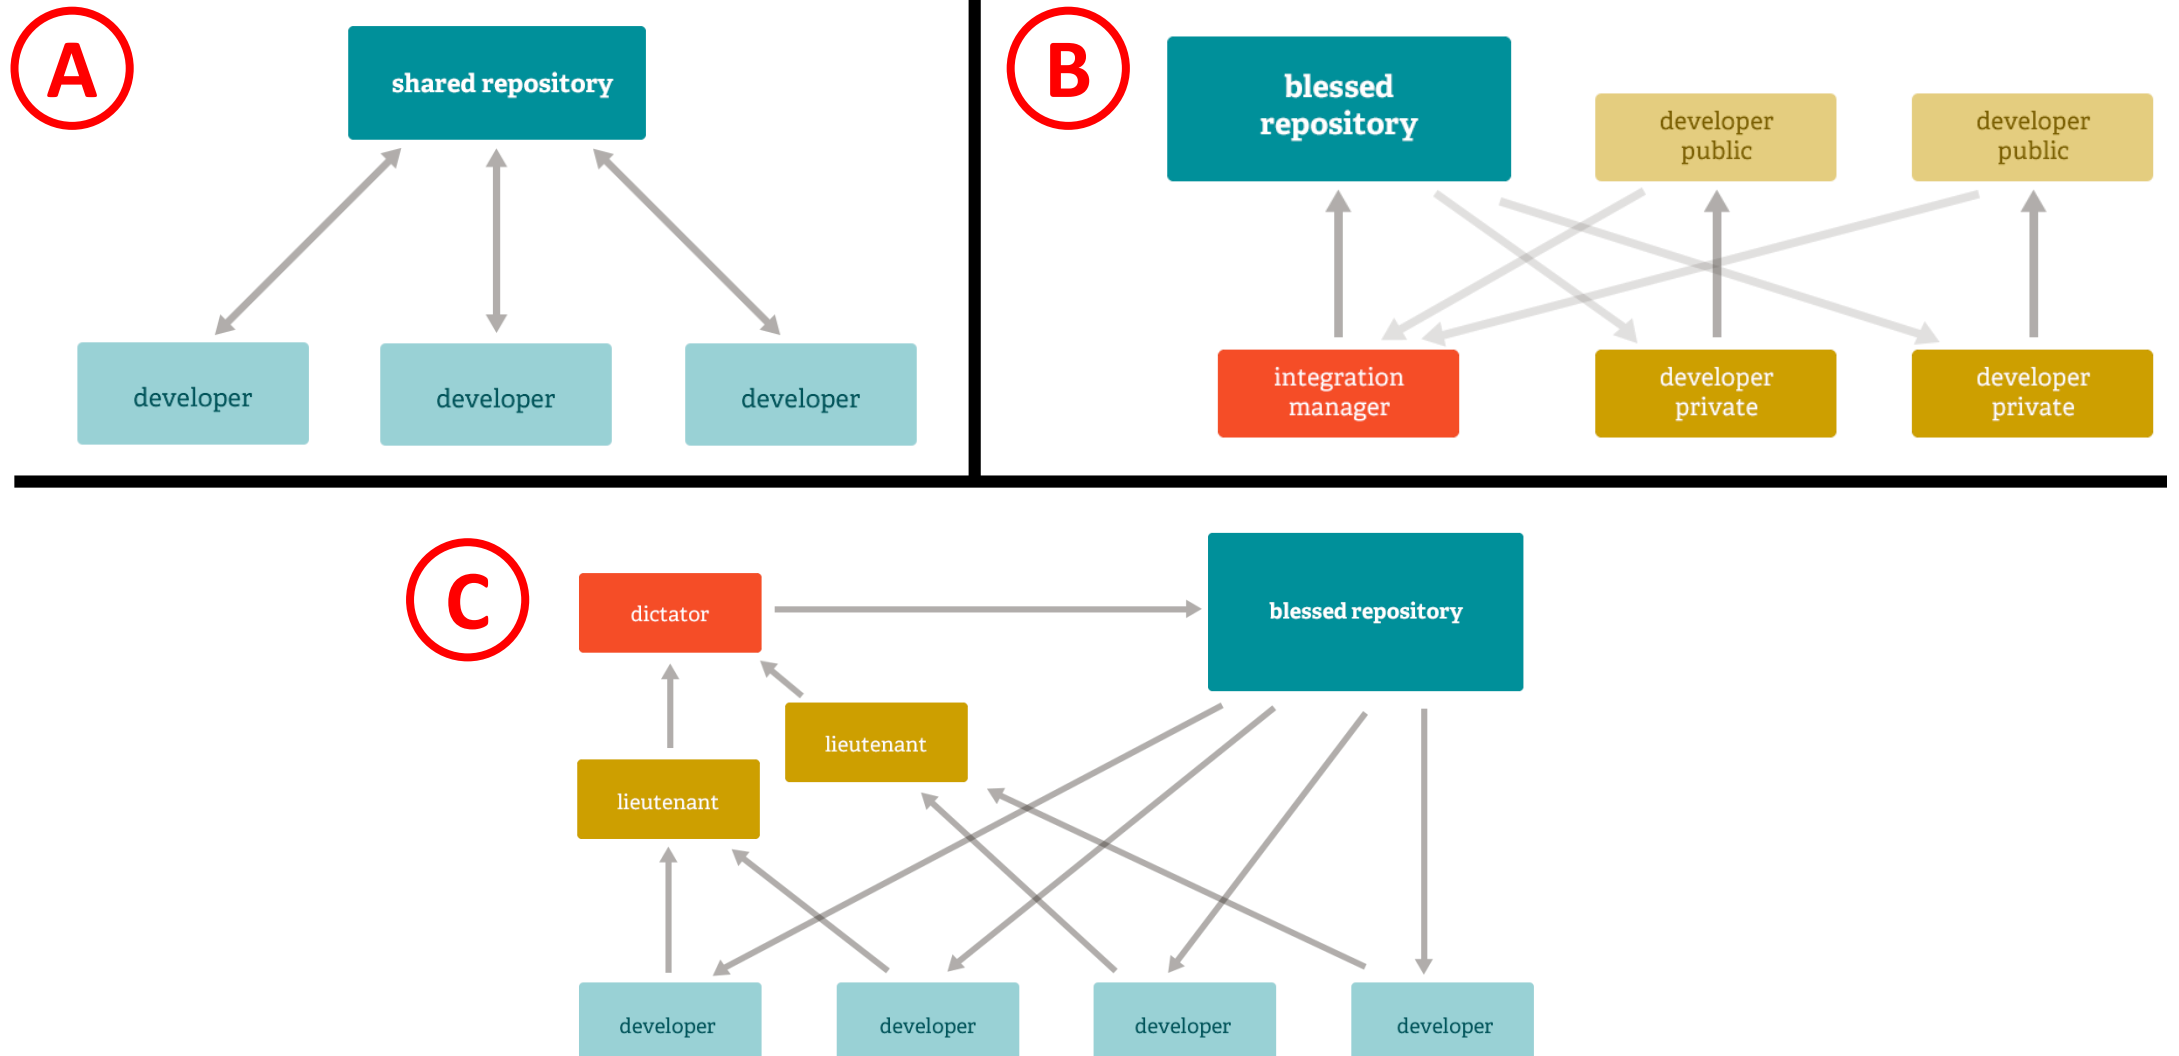 A
shared repository
developer
developer
developer
B
blessed
repository
developer
public
developer
public
integration
manager
developer
private
developer
private
C
dictator
blessed repository
lieutenant
lieutenant
developer
developer
developer
developer